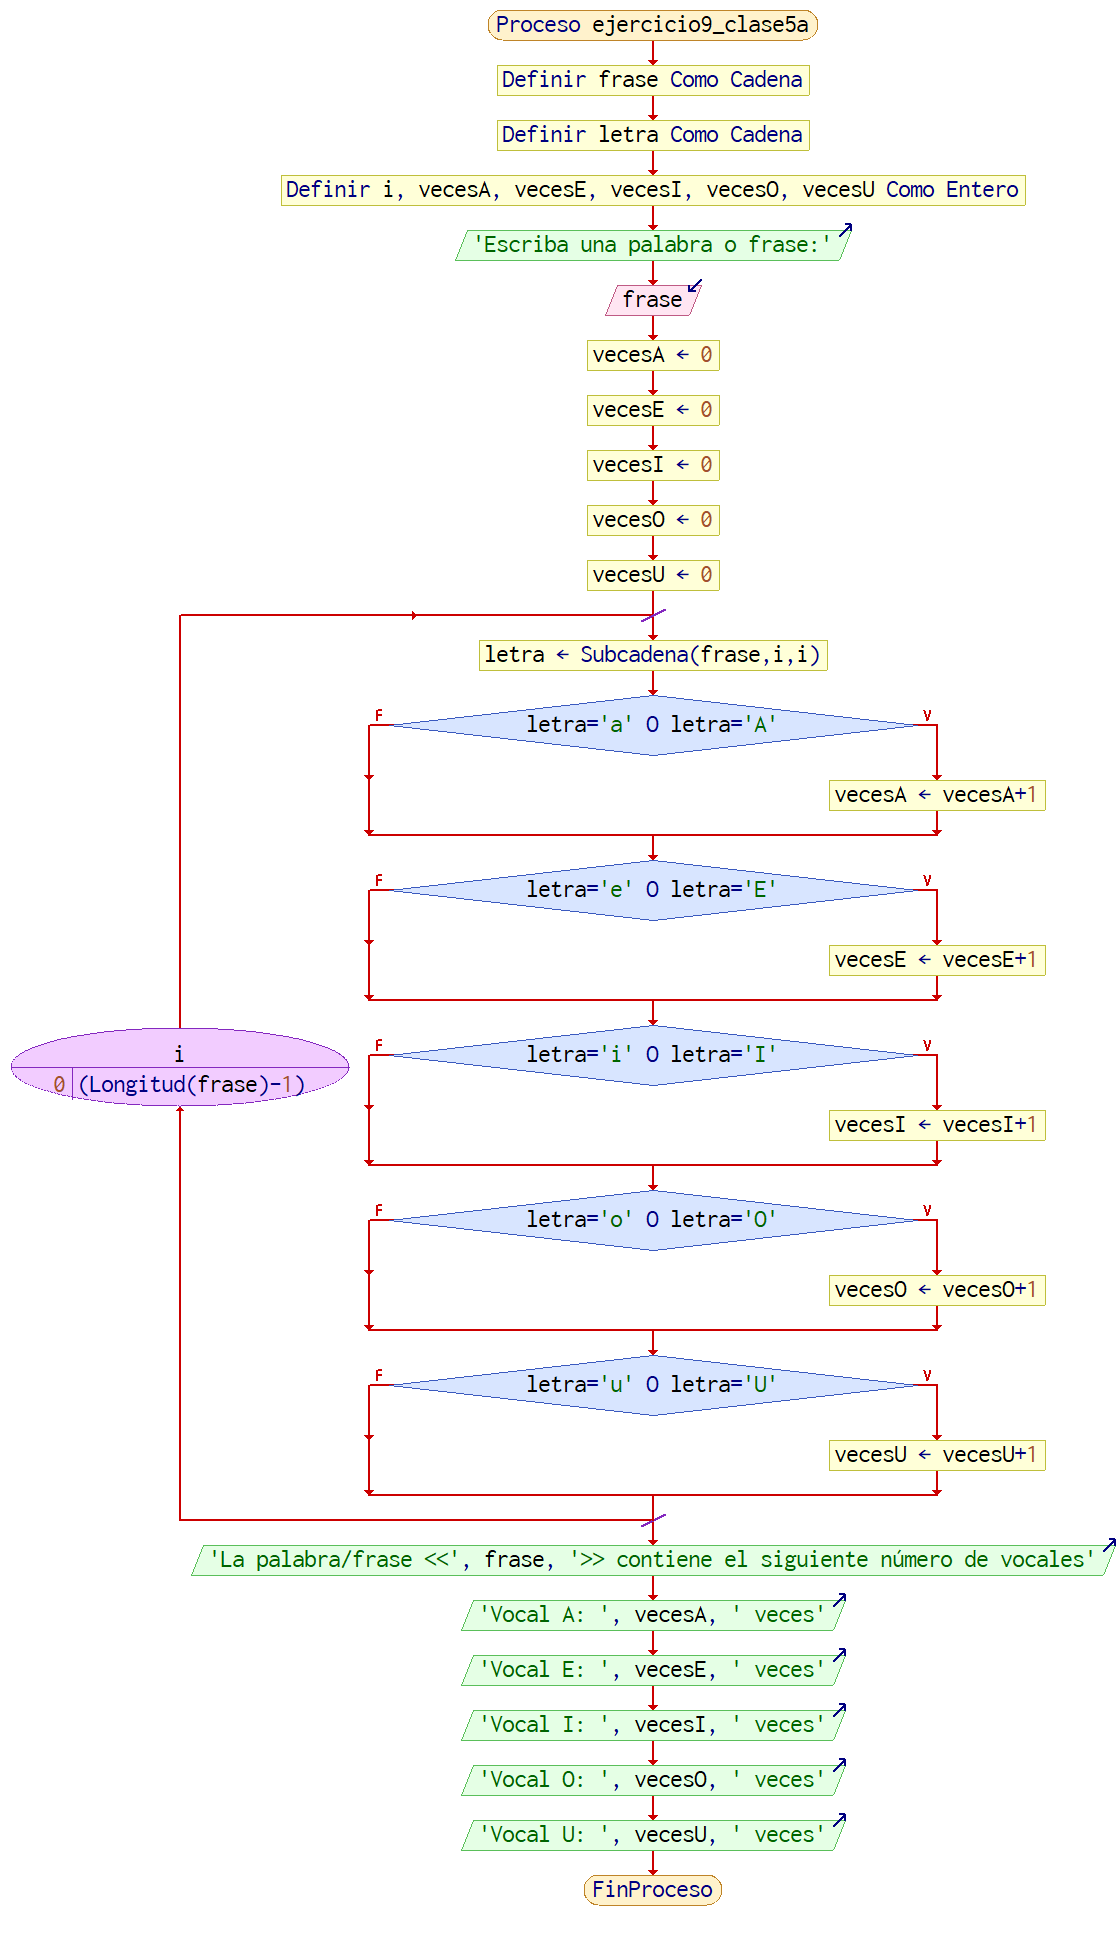 Proceso ejercicio9_clase5a
Definir frase Como Cadena
Definir letra Como Cadena
Definir i, vecesA, vecesE, vecesI, vecesO, vecesU Como Entero
'Escriba una palabra o frase:'
frase
vecesA ← 0
vecesE ← 0
vecesI ← 0
vecesO ← 0
vecesU ← 0
letra ← Subcadena(frase,i,i)
F letra='a' O letra='A' V
vecesA ← vecesA+1
F letra='e' O letra='E' V
vecesE ← vecesE+1
i
0 (Longitud(frase)-1)
F letra='i' O letra='I' V
vecesI ← vecesI+1
F letra='o' O letra='O' V
vecesO ← vecesO+1
F letra='u' O letra='U' V
vecesU ← vecesU+1
'La palabra/frase <<', frase, '>> contiene el siguiente número de vocales'
'Vocal A: ', vecesA, ' veces'
'Vocal E: ', vecesE, ' veces'
'Vocal I: ', vecesI, ' veces'
'Vocal O: ', vecesO, ' veces'
'Vocal U: ', vecesU, ' veces'
FinProceso